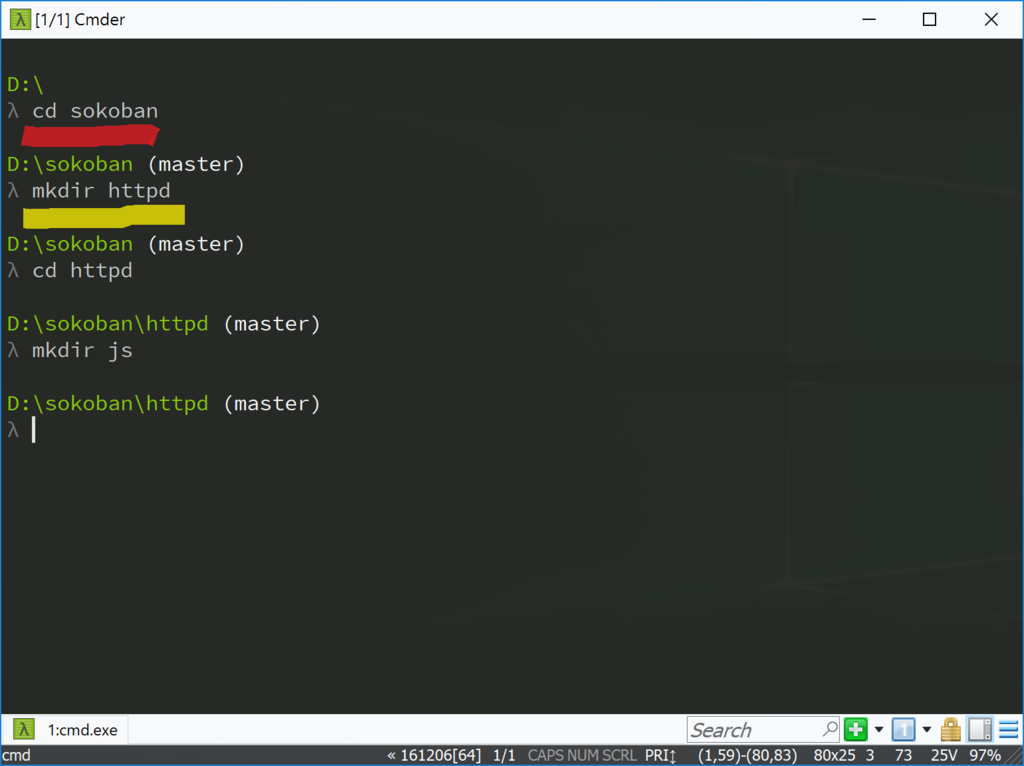 [1/1] Cmder
D:\
λ cd sokoban
D:\sokoban (master)
λ mkdir httpd
D:\sokoban (master)
λ cd httpd
D:\sokoban\httpd (master)
λ mkdir js
D:\sokoban\httpd (master)
λ
λ 1:cmd.exe Search 1
cmd « 161206[64] 1/1 CAPS NUM SCRL PRI↕ (1,59)-(80,83) 80x25 3 73 25V 97%